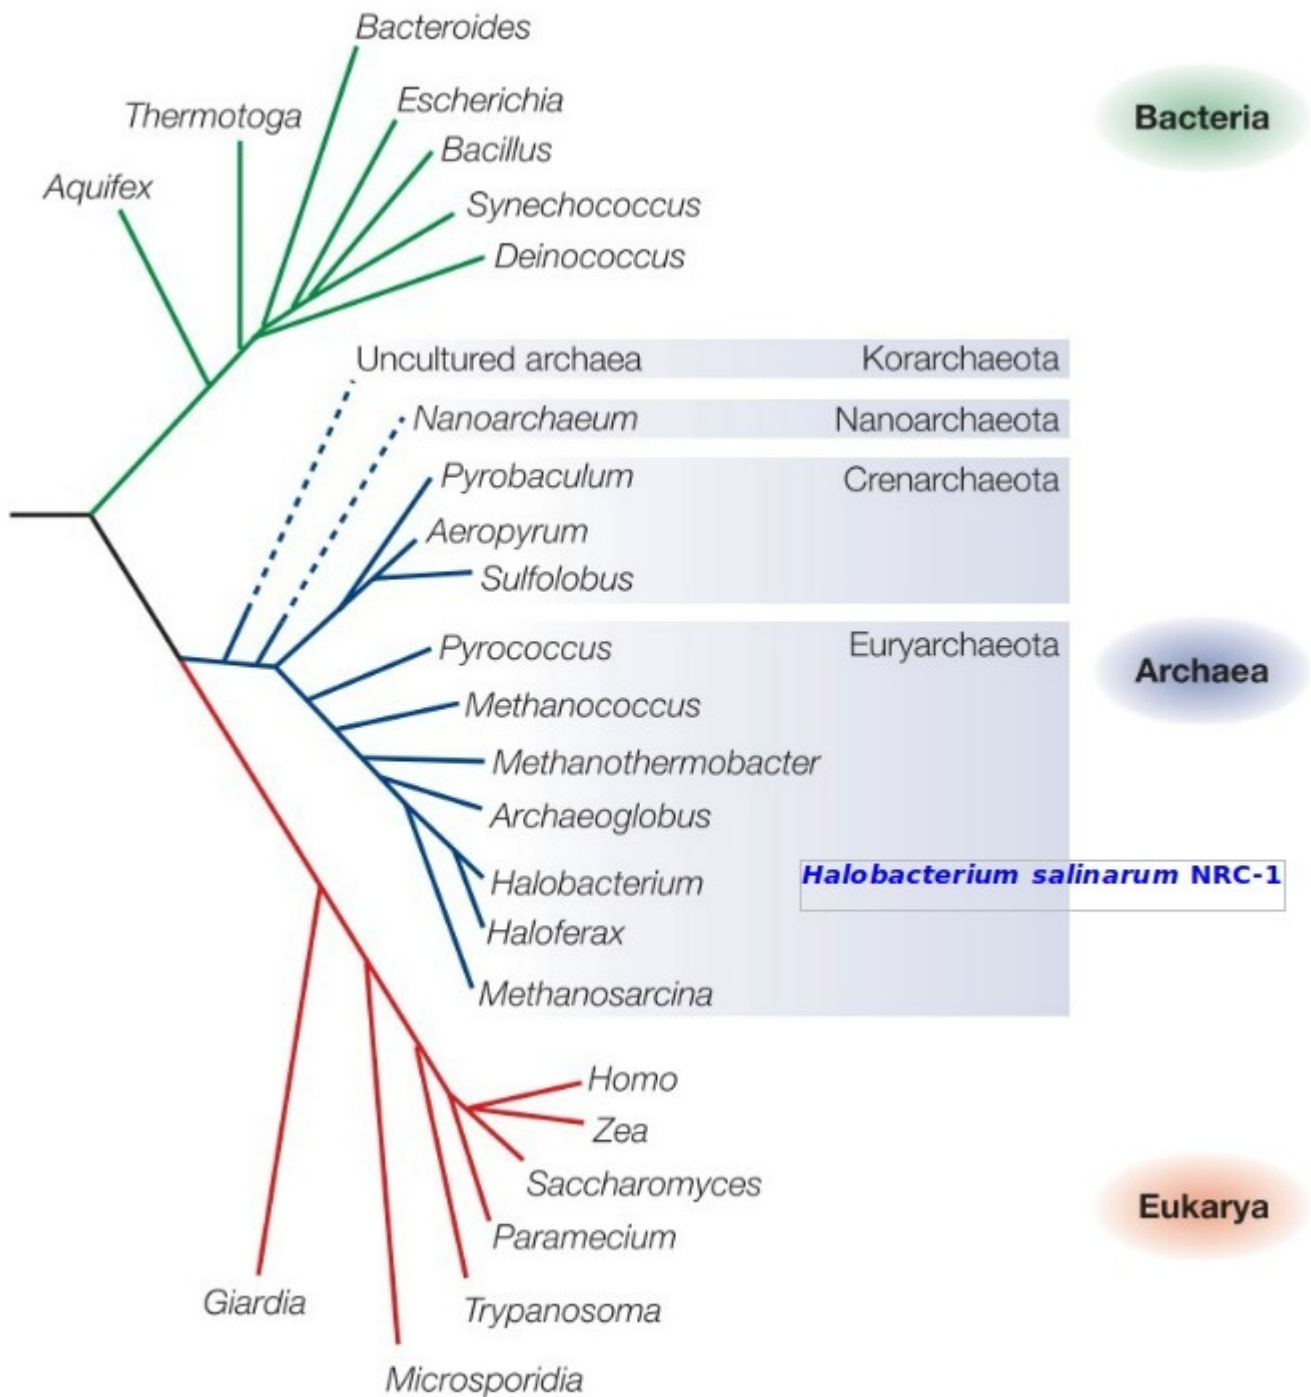 Bacteroides
Escherichia
Thermotoga
Bacteria
Bacillus
Aquifex
Synechococcus
Deinococcus
Uncultured archaea Korarchaeota
Nanoarchaeum Nanoarchaeota
Pyrobaculum Crenarchaeota
Aeropyrum
Sulfolobus
Pyrococcus Euryarchaeota
Archaea
Methanococcus
Methanothermobacter
Archaeoglobus
Halobacterium Halobacterium salinarum NRC-1
Haloferax
Methanosarcina
Homo
Zea
Saccharomyces
Eukarya
Paramecium
Giardia
Trypanosoma
Microsporidia